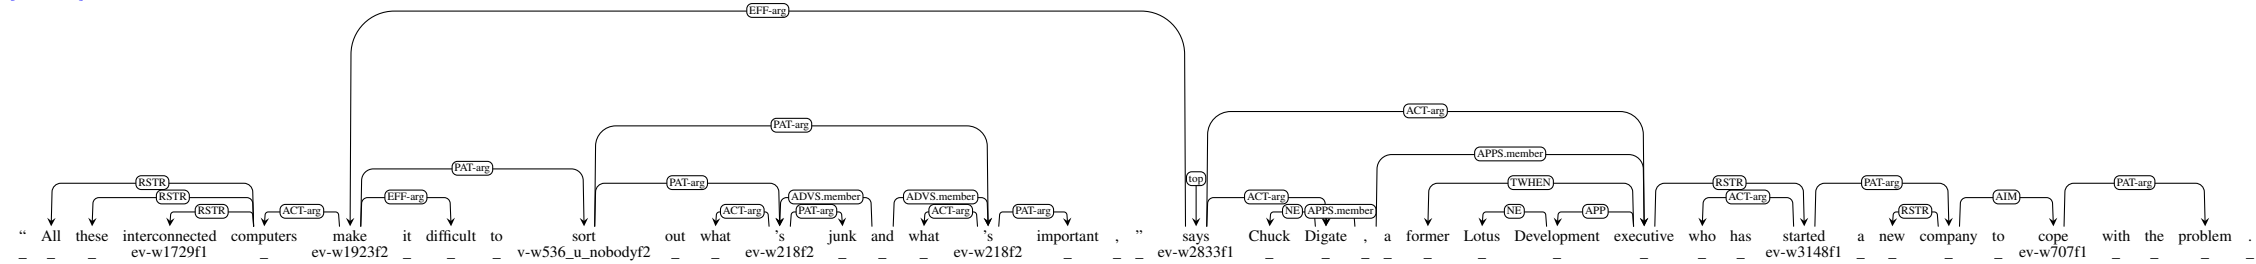 EFF-arg
ACT-arg
PAT-arg
APPS.member
PAT-arg
top
RSTR PAT-arg TWHEN RSTR PAT-arg PAT-arg
RSTR EFF-arg ADVS.member ADVS.member ACT-arg ACT-arg AIM
RSTR ACT-arg ACT-arg PAT-arg ACT-arg PAT-arg NE APPS.member NE APP RSTR
“ All these interconnected computers make it difficult to sort out what 's junk and what 's important , ” says Chuck Digate , a former Lotus Development executive who has started a new company to cope with the problem .
_ _ _ ev-w1729f1 _ ev-w1923f2 _ _ _ v-w536_u_nobodyf2 _ _ ev-w218f2 _ _ _ ev-w218f2 _ _ _ ev-w2833f1 _ _ _ _ _ _ _ _ _ _ ev-w3148f1 _ _ _ _ ev-w707f1 _ _ _ _